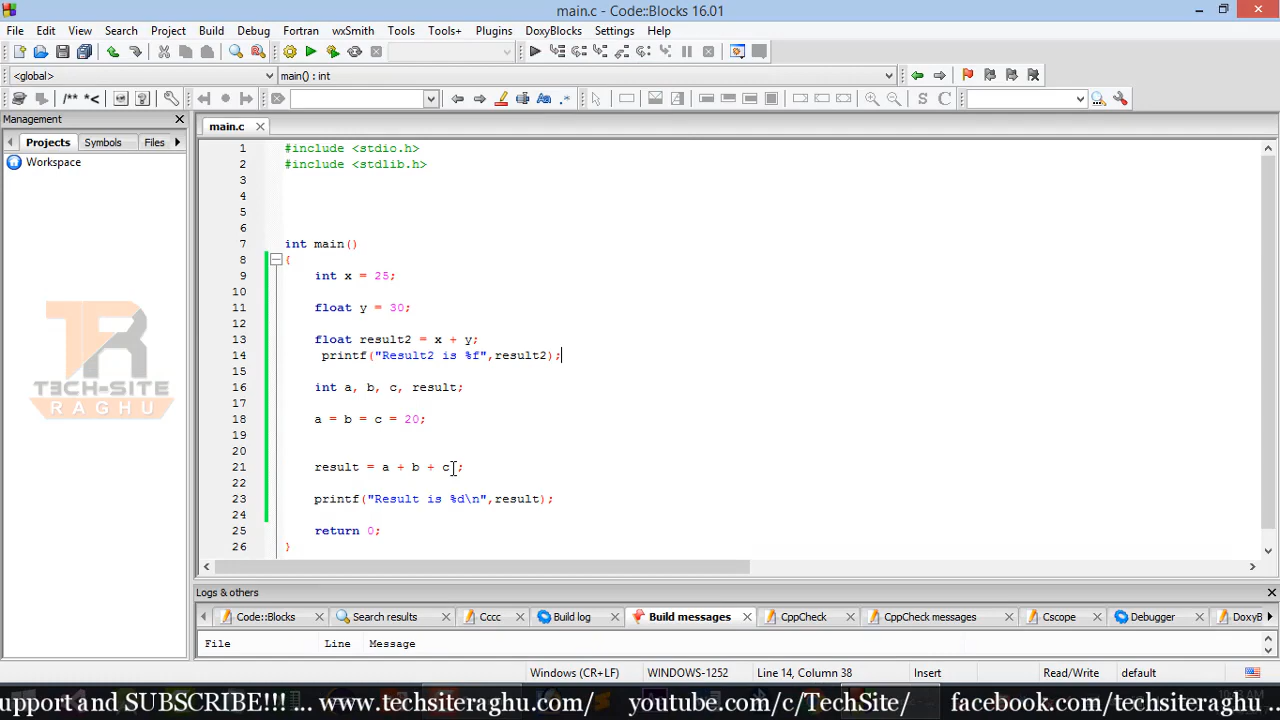 main.c - Code::Blocks 16.01
File Edit View Search Project Build Debug Fortran wxSmith Tools Tools+ Plugins DoxyBlocks Settings Help
<global> main() : int
/** *<
S C
Management
main.c
Projects Symbols Files
Workspace
1 #include <stdio.h>
2 #include <stdlib.h>
3
4
5
6
7 int main()
8 {
9 int x = 25;
10
11 float y = 30;
12
13 float result2 = x + y;
14 printf("Result2 is %f",result2);
15
16 int a, b, c, result;
17
18 a = b = c = 20;
19
20
21 result = a + b + c ;
22
23 printf("Result is %d\n",result);
24
25 return 0;
26 }
TECH-SITE
RAGHU
Logs & others
Code::Blocks Search results Cccc Build log Build messages CppCheck CppCheck messages Cscope Debugger DoxyB
File Line Message
Windows (CR+LF) WINDOWS-1252 Line 14, Column 38 Insert Read/Write default
upport and SUBSCRIBE!!! ... www.techsiteraghu.com/ youtube.com/c/TechSite/ facebook.com/techsiteraghu